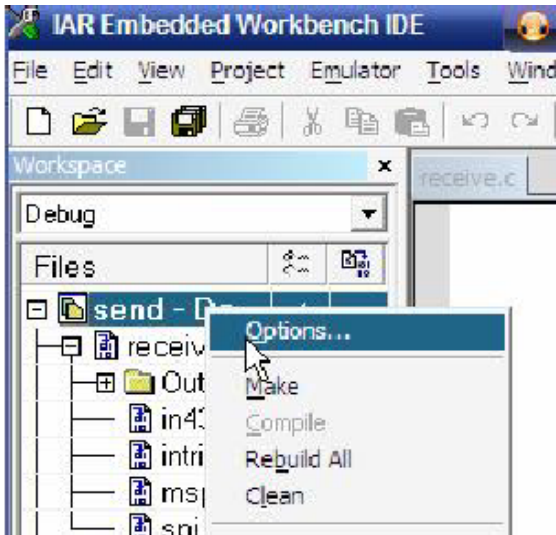 IAR Embedded Workbench IDE
File Edit View Project Emulator Tools Wind
Workspace x receive.c
Debug
Files
send - De
Options...
receiv
Make
Out
Compile
in43
Rebuild All
intri
Clean
msp
spi